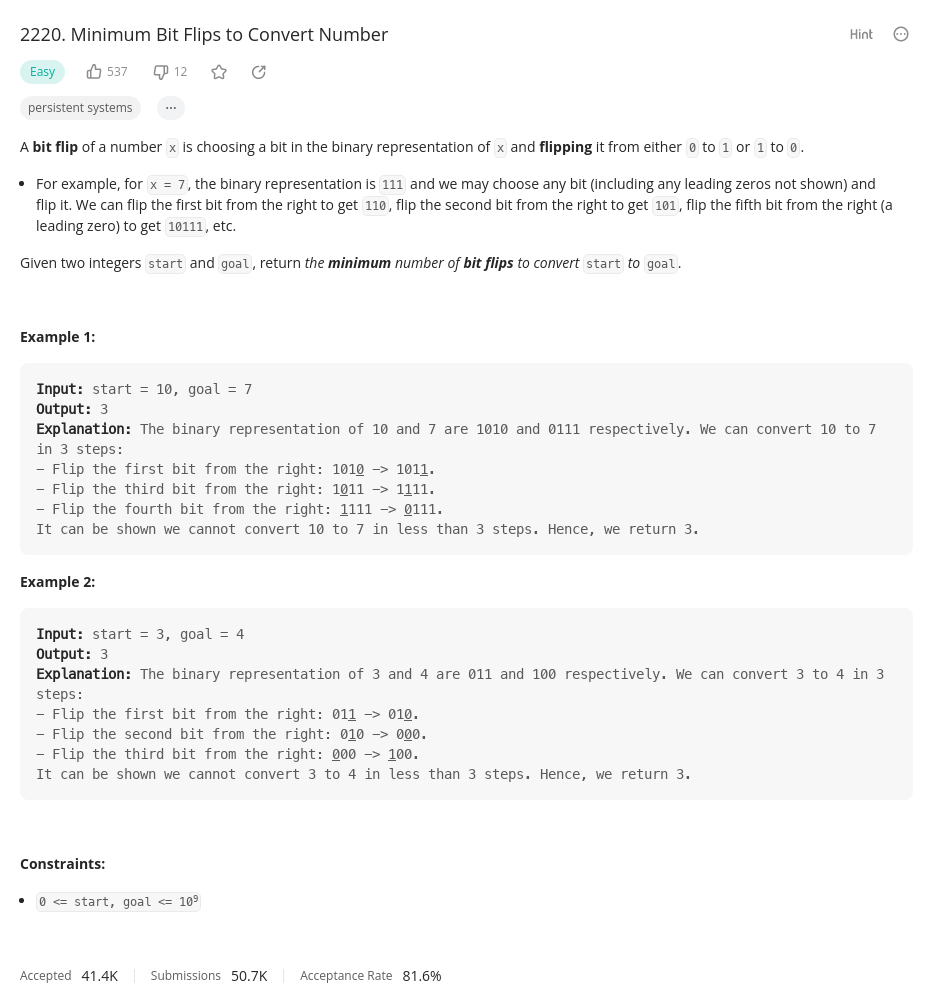 2220. Minimum Bit Flips to Convert Number
Hint
Easy
537
12
persistent systems
...
A bit flip of a number x is choosing a bit in the binary representation of x and flipping it from either 0 to 1 or 1 to 0.
• For example, for x = 7, the binary representation is 111 and we may choose any bit (including any leading zeros not shown) and
flip it. We can flip the first bit from the right to get 110, flip the second bit from the right to get 101, flip the fifth bit from the right (a
leading zero) to get 10111, etc.
Given two integers start and goal, return the minimum number of bit flips to convert start to goal.
Example 1:
Input: start = 10, goal = 7
Output: 3
Explanation: The binary representation of 10 and 7 are 1010 and 0111 respectively. We can convert 10 to 7
in 3 steps:
– Flip the first bit from the right: 1010 –> 1011.
– Flip the third bit from the right: 1011 –> 1111.
– Flip the fourth bit from the right: 1111 –> 0111.
It can be shown we cannot convert 10 to 7 in less than 3 steps. Hence, we return 3.
Example 2:
Input: start = 3, goal = 4
Output: 3
Explanation: The binary representation of 3 and 4 are 011 and 100 respectively. We can convert 3 to 4 in 3
steps:
– Flip the first bit from the right: 011 –> 010.
– Flip the second bit from the right: 010 –> 000.
– Flip the third bit from the right: 000 –> 100.
It can be shown we cannot convert 3 to 4 in less than 3 steps. Hence, we return 3.
Constraints:
• 0 <= start, goal <= 10⁹
Accepted 41.4K Submissions 50.7K Acceptance Rate 81.6%